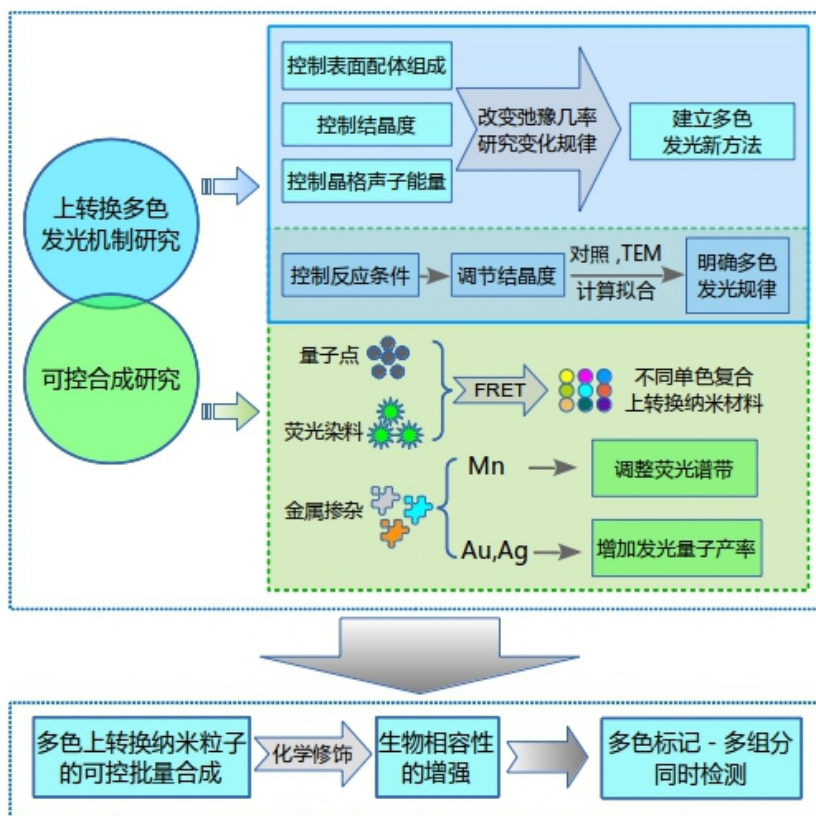 控制表面配体组成
控制结晶度
控制晶格声子能量
改变弛豫几率
研究变化规律
建立多色
发光新方法
上转换多色
发光机制研究
控制反应条件
调节结晶度
对照 ,TEM
计算拟合
明确多色
发光规律
可控合成研究
量子点
荧光染料
FRET
不同单色复合
上转换纳米材料
金属掺杂
Mn
调整荧光谱带
Au,Ag
增加发光量子产率
多色上转换纳米粒子
的可控批量合成
化学修饰
生物相容性
的增强
多色标记 - 多组分
同时检测